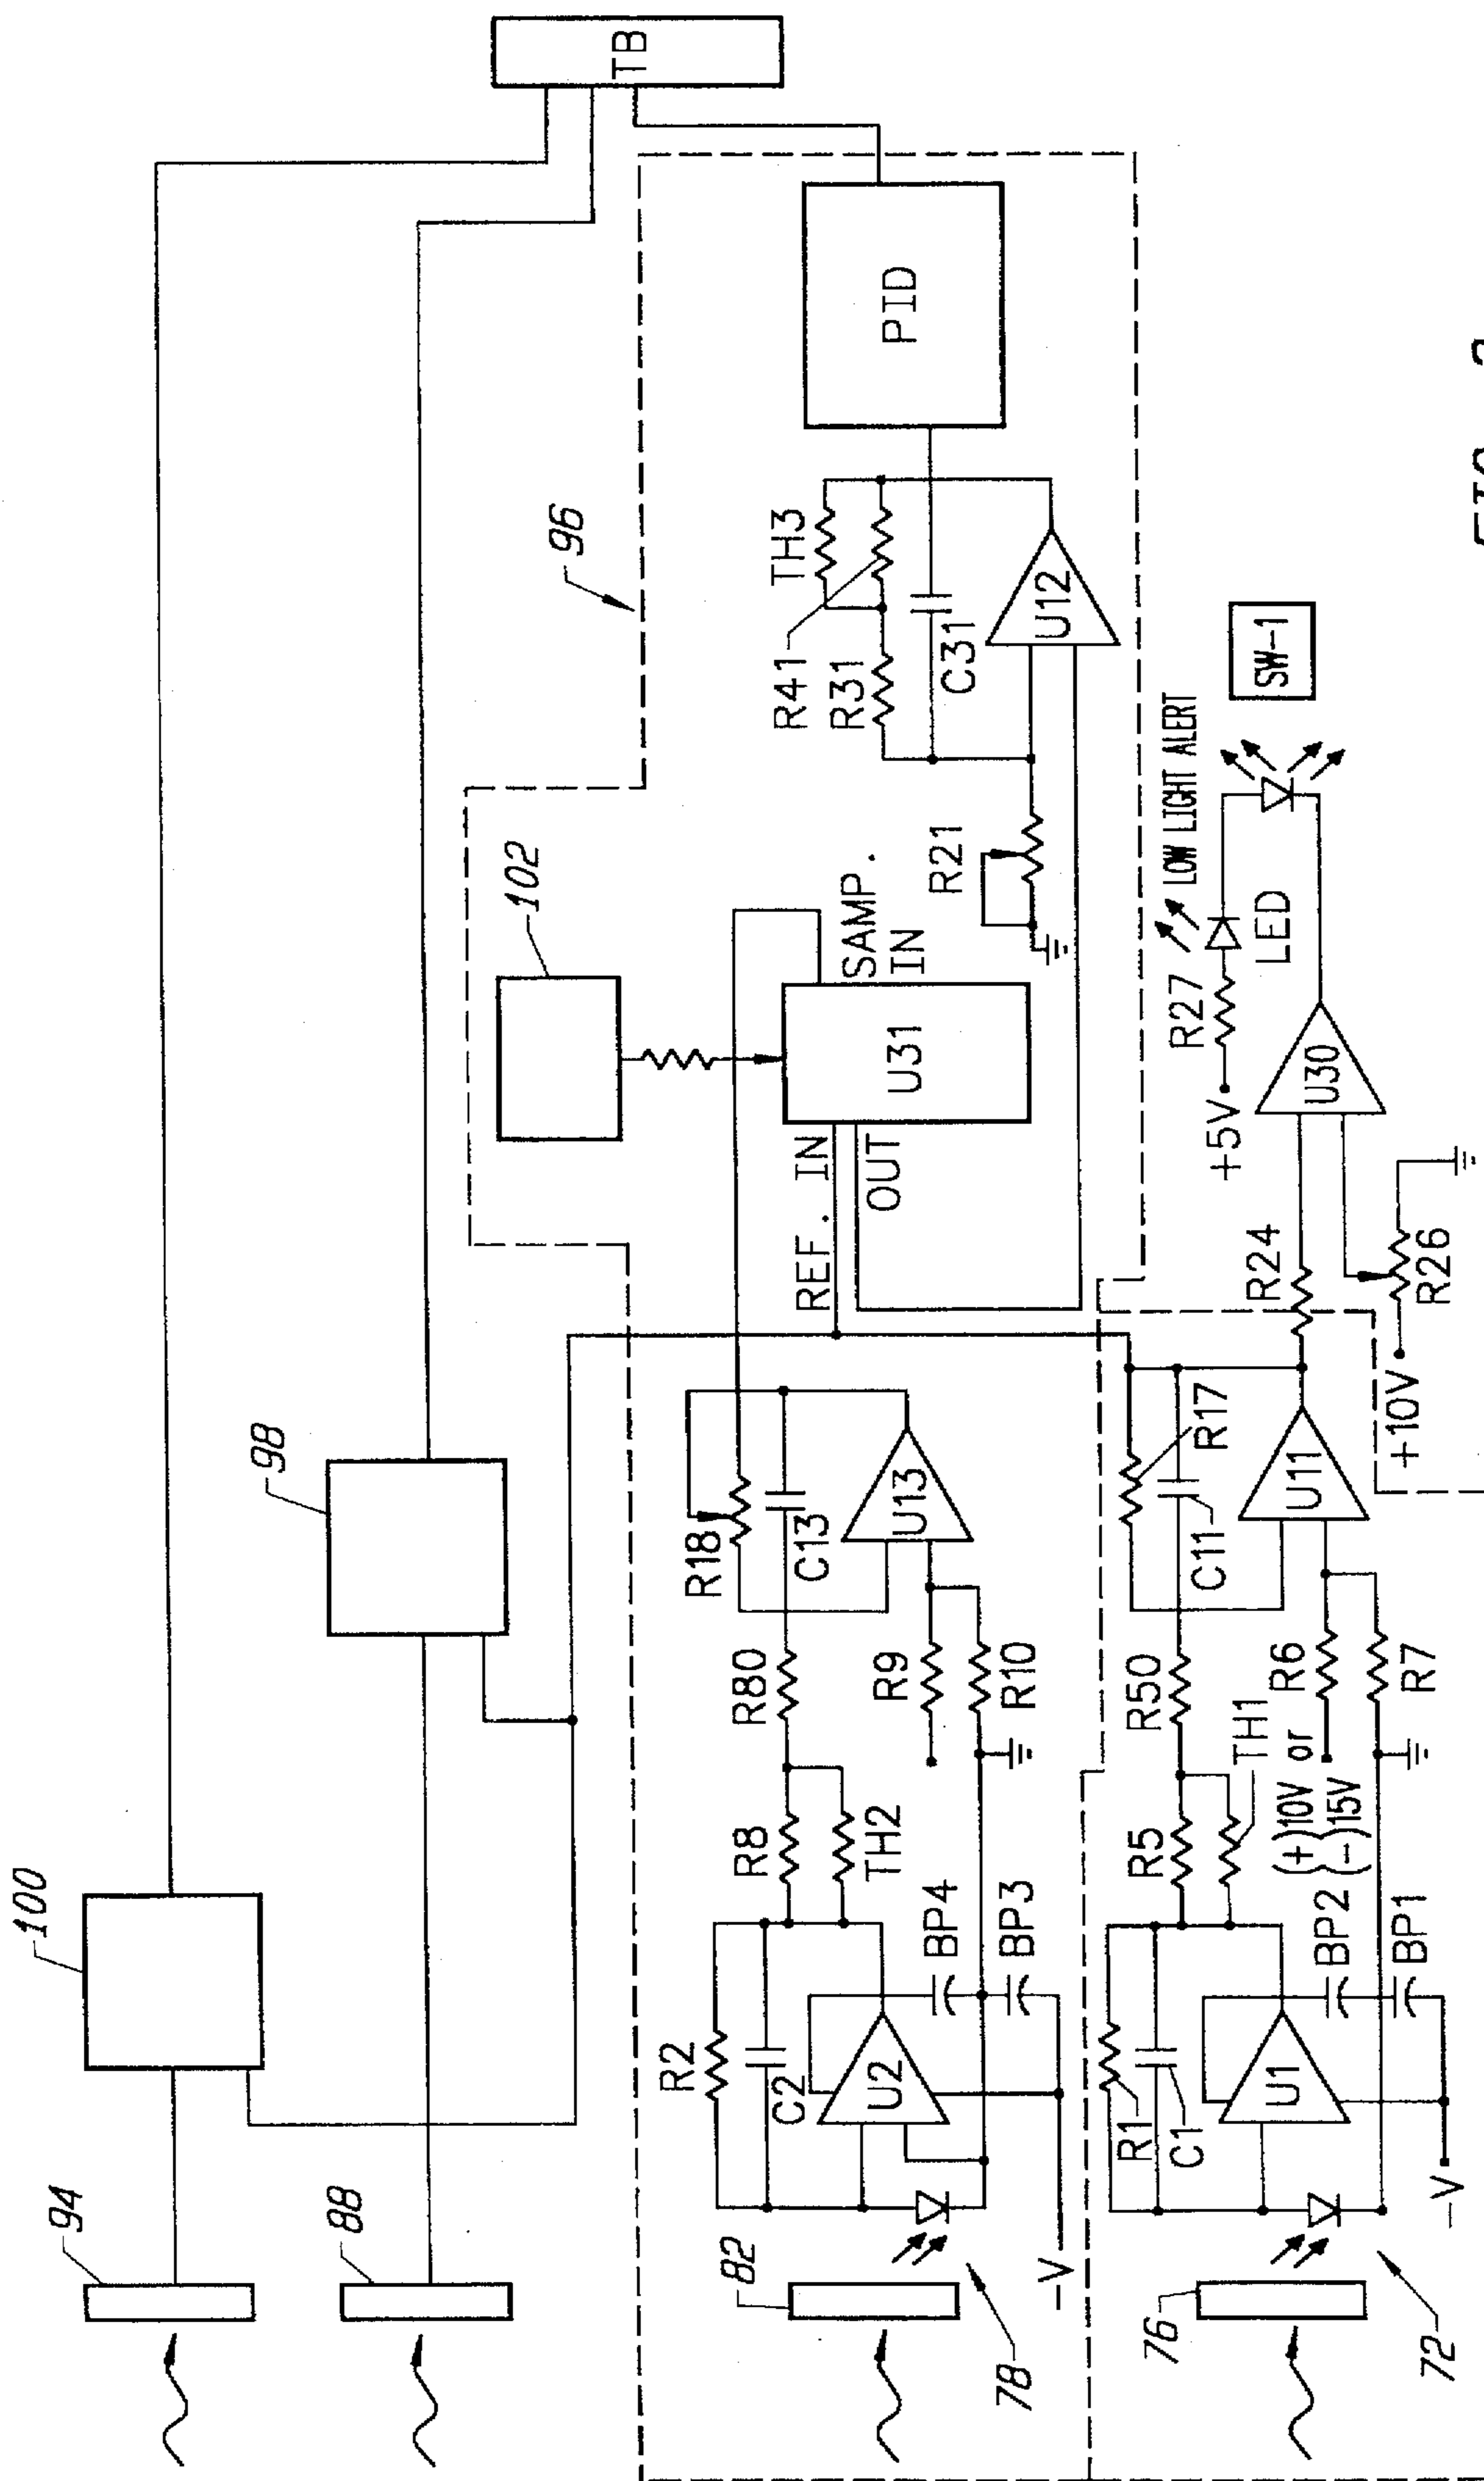 100
94
98
88
TB
96
102
R18
REF. IN
OUT
U31
SAMP.
IN
R2
C2
R8
TH2
R80
C13
U13
U2
BP4
BP3
R9
R10
82
78
-V
R21
R41
R31
TH3
C31
U12
PID
R1
C1
R5
TH1
R50
C11
R17
U11
U1
BP2
BP1
(+)10V or
(-)15V
R6
R7
76
72
-V
R24
+10V
R26
U30
+5V
R27
LED
LOW LIGHT ALERT
SW-1